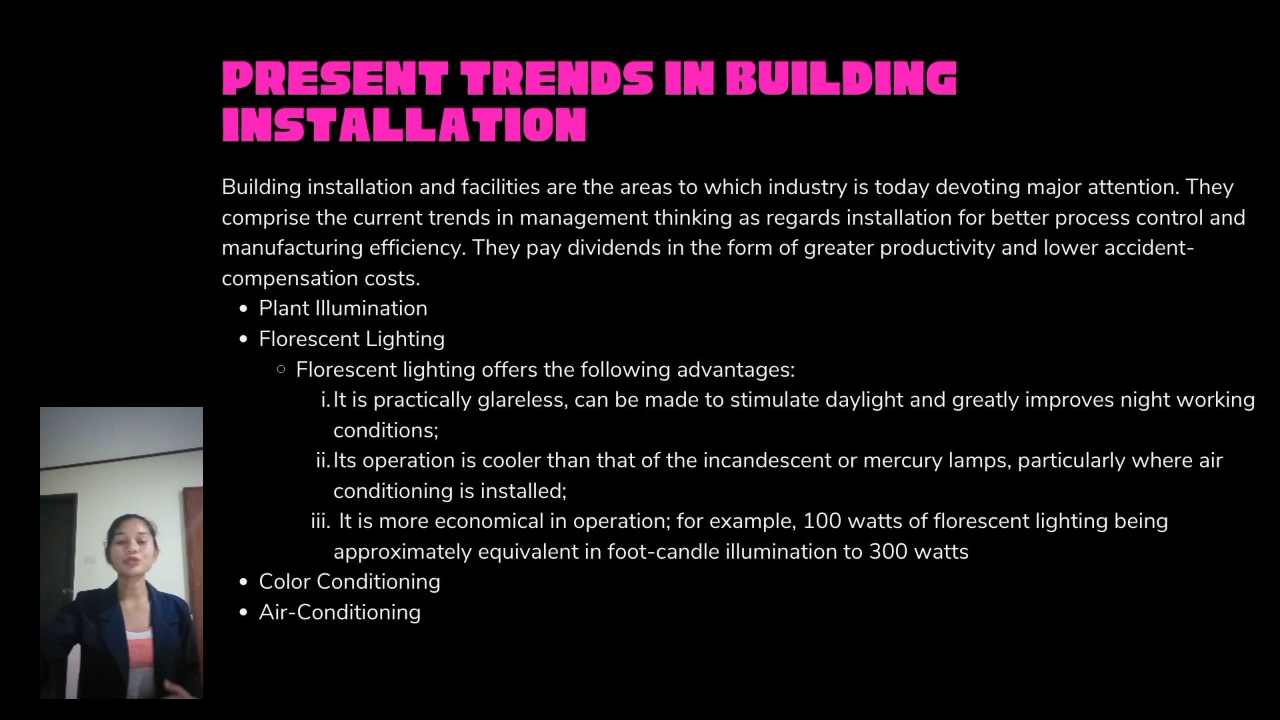 PRESENT TRENDS IN BUILDING
INSTALLATION
Building installation and facilities are the areas to which industry is today devoting major attention. They
comprise the current trends in management thinking as regards installation for better process control and
manufacturing efficiency. They pay dividends in the form of greater productivity and lower accident-
compensation costs.
• Plant Illumination
• Florescent Lighting
○ Florescent lighting offers the following advantages:
i. It is practically glareless, can be made to stimulate daylight and greatly improves night working
conditions;
ii. Its operation is cooler than that of the incandescent or mercury lamps, particularly where air
conditioning is installed;
iii. It is more economical in operation; for example, 100 watts of florescent lighting being
approximately equivalent in foot-candle illumination to 300 watts
• Color Conditioning
• Air-Conditioning